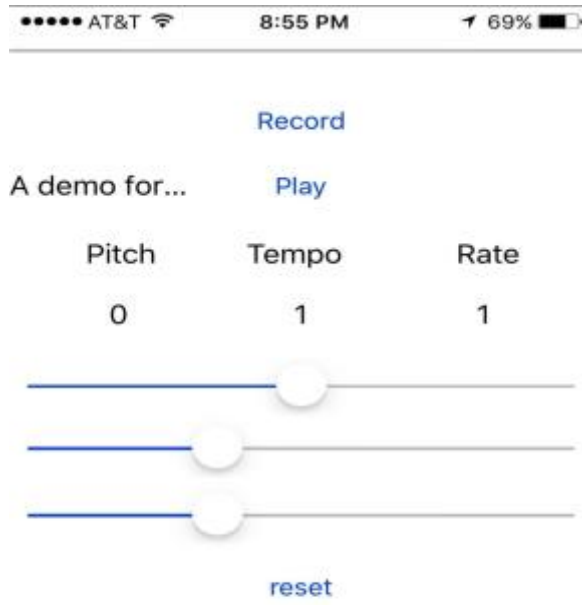 AT&T 8:55 PM 69%
Record
A demo for... Play
Pitch Tempo Rate
0 1 1
reset